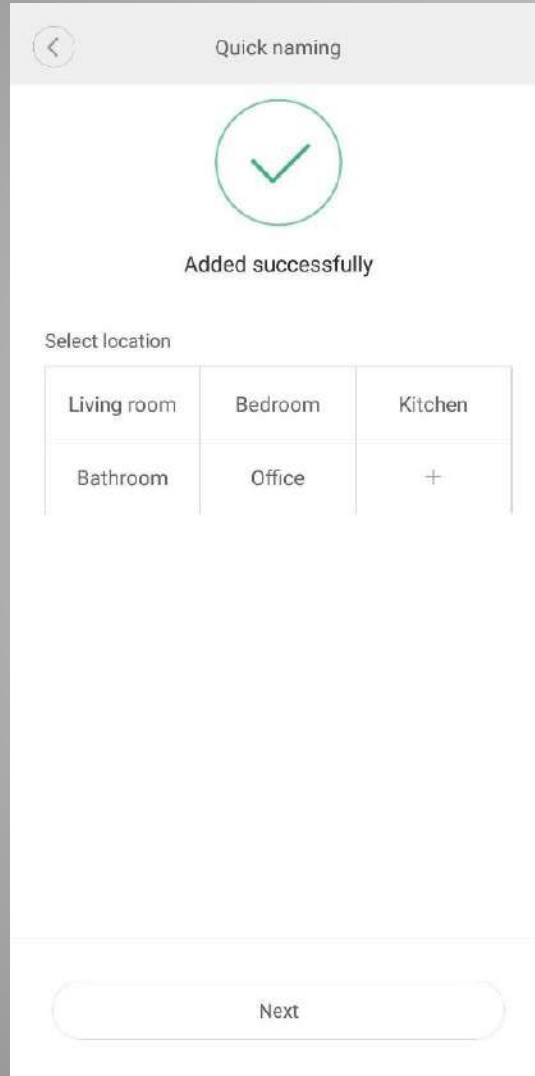 Quick naming
Added successfully
Select location
Living room Bedroom Kitchen
Bathroom Office +
Next